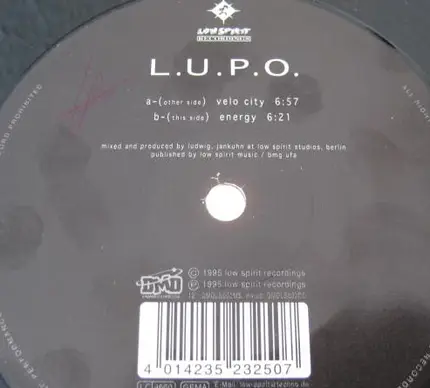 LOW SPIRIT
RECORDINGS
L.U.P.O.
a-(other side) velo city 6:57
b-(this side) energy 6:21
mixed and produced by ludwig, jankuhn at low spirit studios, berlin
published by low spirit music / bmg ufa
© 1995 low spirit recordings
℗ 1995 low spirit recordings
4 014235 232507
GEMA